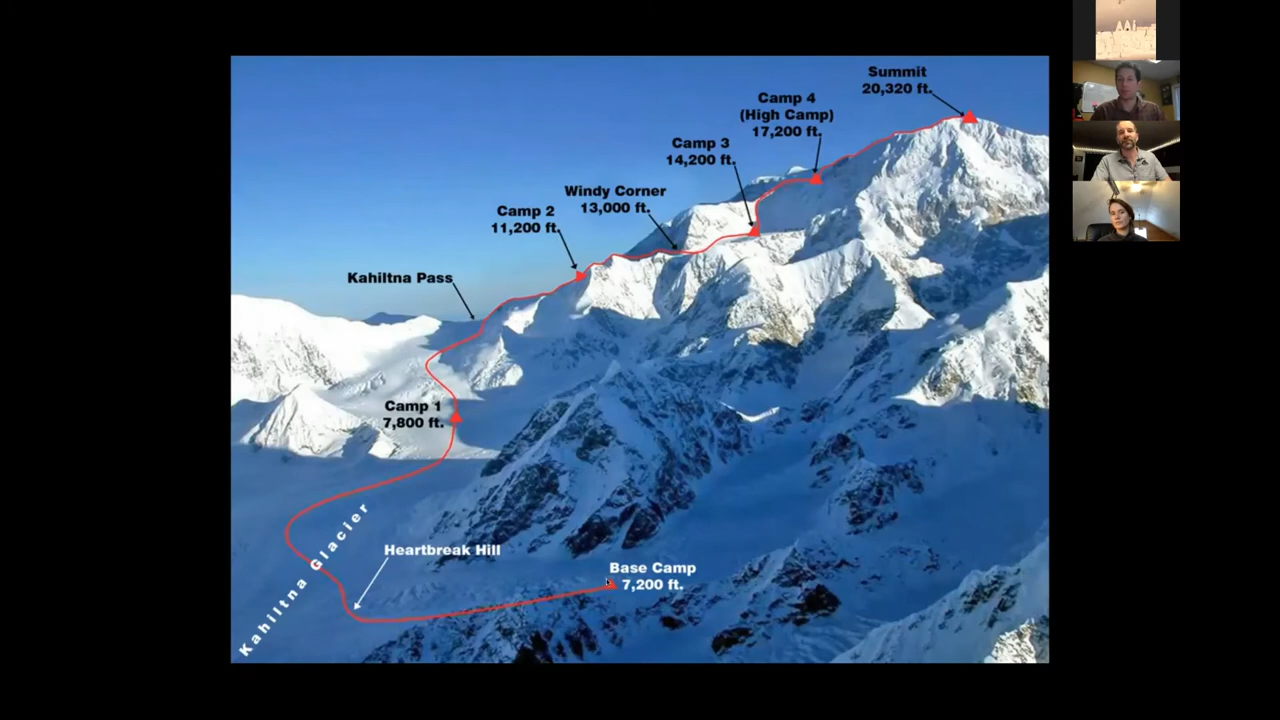 AAi
Summit
20,320 ft.
Camp 4
(High Camp)
17,200 ft.
Camp 3
14,200 ft.
Windy Corner
13,000 ft.
Camp 2
11,200 ft.
Kahiltna Pass
Camp 1
7,800 ft.
Kahiltna Glacier
Heartbreak Hill
Base Camp
7,200 ft.